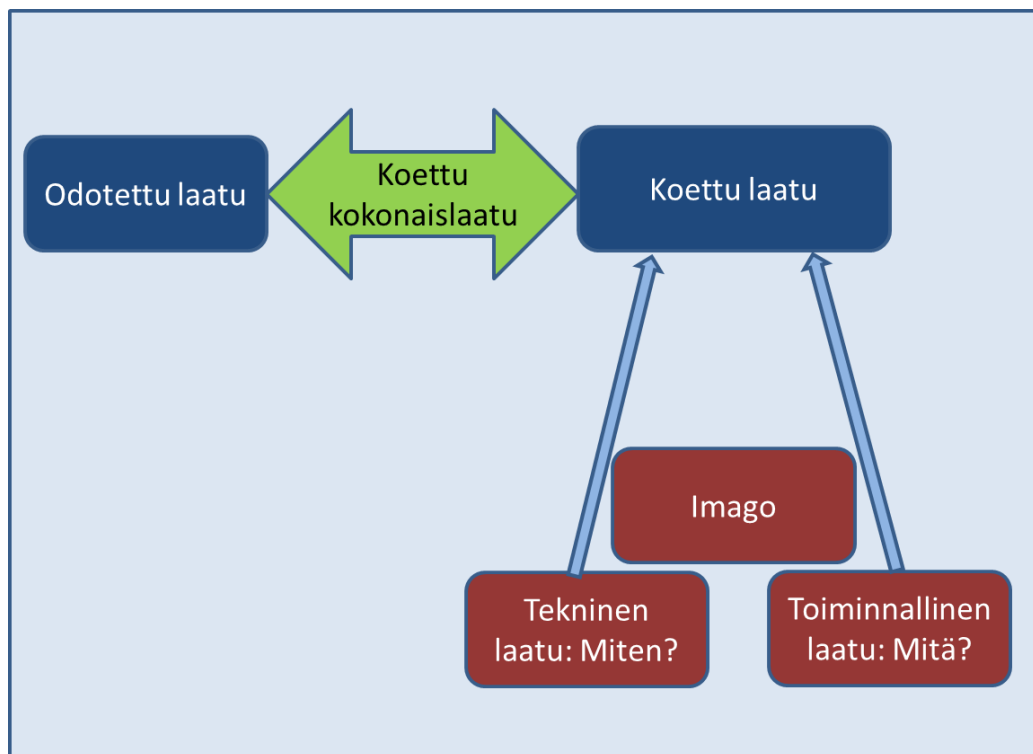 Odotettu laatu
Koettu
kokonaislaatu
Koettu laatu
Imago
Tekninen
laatu: Miten?
Toiminnallinen
laatu: Mitä?